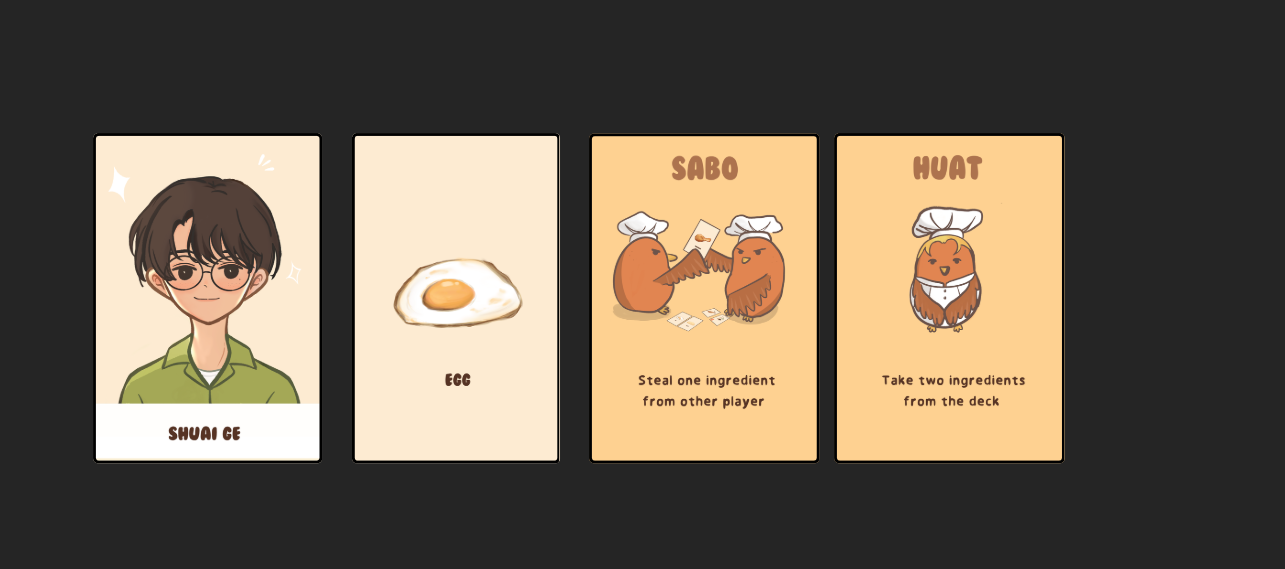 SHUAI GE
EGG
SABO
Steal one ingredient
from other player
HUAT
Take two ingredients
from the deck